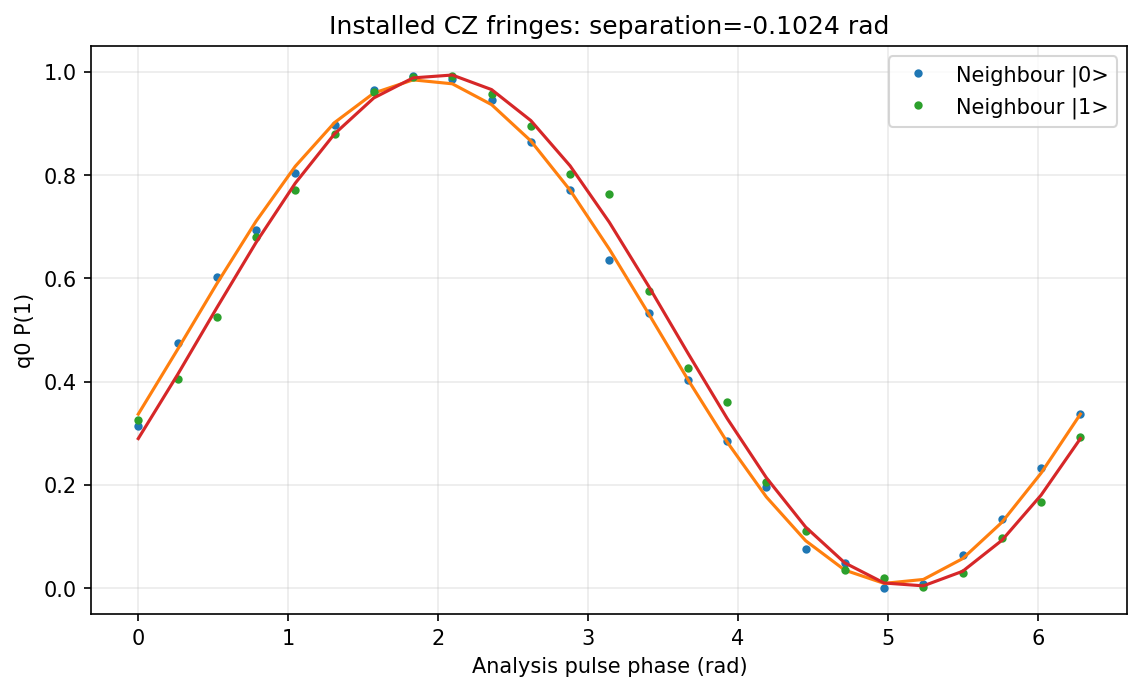 Installed CZ fringes: separation=-0.1024 rad
Neighbour |0>
Neighbour |1>
q0 P(1)
1.0
0.8
0.6
0.4
0.2
0.0
0 1 2 3 4 5 6
Analysis pulse phase (rad)